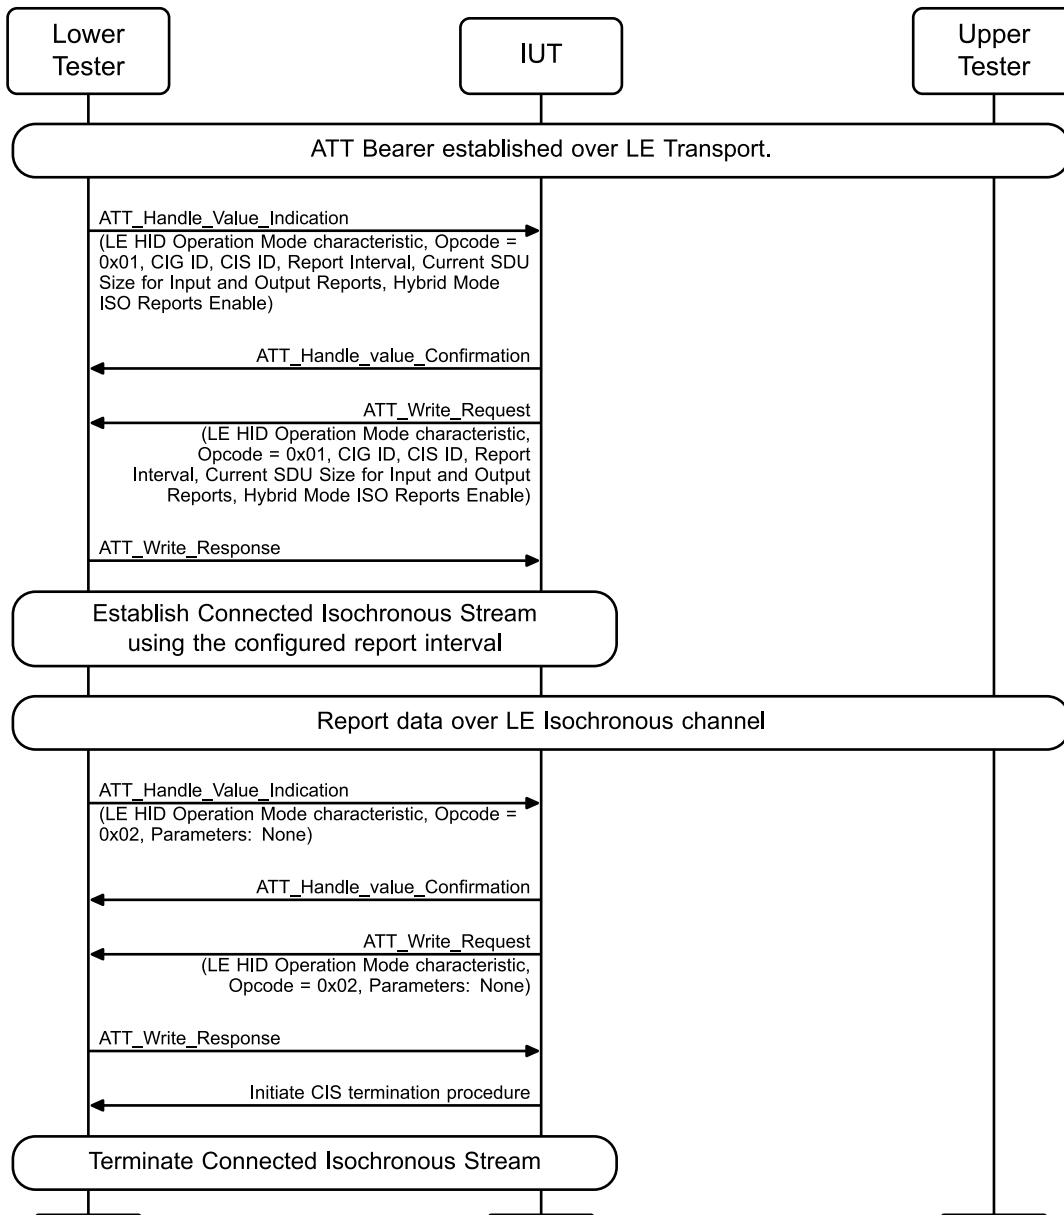 Lower
Tester
IUT
Upper
Tester
ATT Bearer established over LE Transport.
ATT_Handle_Value_Indication
(LE HID Operation Mode characteristic, Opcode =
0x01, CIG ID, CIS ID, Report Interval, Current SDU
Size for Input and Output Reports, Hybrid Mode
ISO Reports Enable)
ATT_Handle_value_Confirmation
ATT_Write_Request
(LE HID Operation Mode characteristic,
Opcode = 0x01, CIG ID, CIS ID, Report
Interval, Current SDU Size for Input and Output
Reports, Hybrid Mode ISO Reports Enable)
ATT_Write_Response
Establish Connected Isochronous Stream
using the configured report interval
Report data over LE Isochronous channel
ATT_Handle_Value_Indication
(LE HID Operation Mode characteristic, Opcode =
0x02, Parameters: None)
ATT_Handle_value_Confirmation
ATT_Write_Request
(LE HID Operation Mode characteristic,
Opcode = 0x02, Parameters: None)
ATT_Write_Response
Initiate CIS termination procedure
Terminate Connected Isochronous Stream